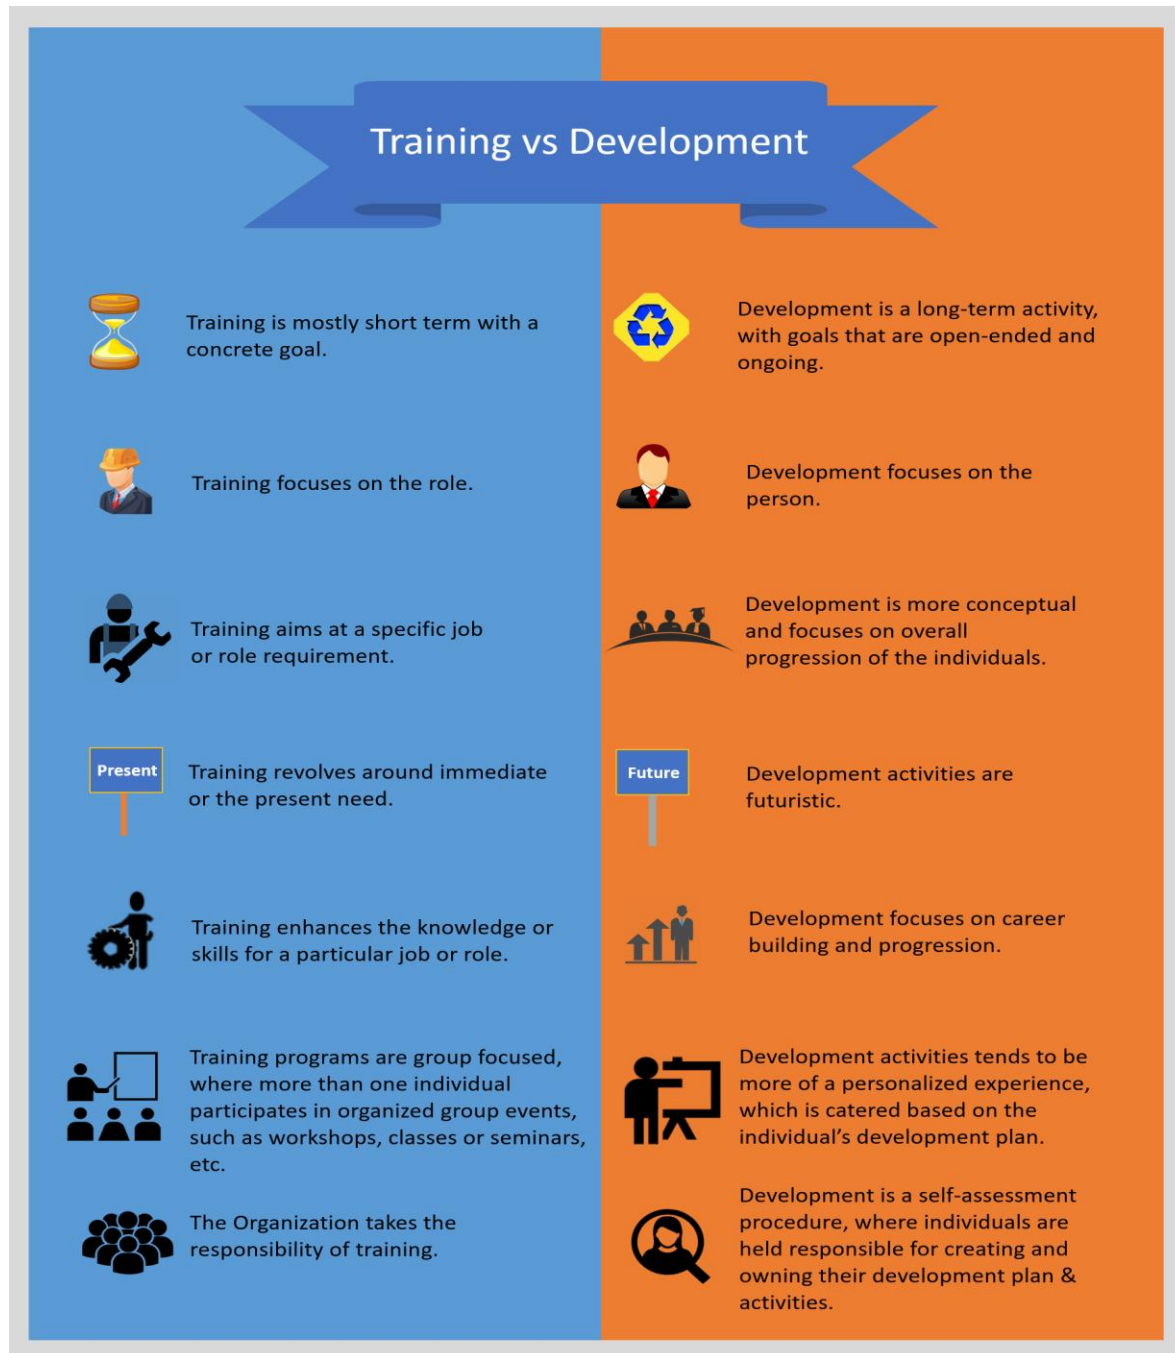 Training vs Development
Training is mostly short term with a
concrete goal.
Development is a long-term activity,
with goals that are open-ended and
ongoing.
Training focuses on the role.
Development focuses on the
person.
Training aims at a specific job
or role requirement.
Development is more conceptual
and focuses on overall
progression of the individuals.
Present
Training revolves around immediate
or the present need.
Future
Development activities are
futuristic.
Training enhances the knowledge or
skills for a particular job or role.
Development focuses on career
building and progression.
Training programs are group focused,
where more than one individual
participates in organized group events,
such as workshops, classes or seminars,
etc.
Development activities tends to be
more of a personalized experience,
which is catered based on the
individual’s development plan.
The Organization takes the
responsibility of training.
Development is a self-assessment
procedure, where individuals are
held responsible for creating and
owning their development plan &
activities.